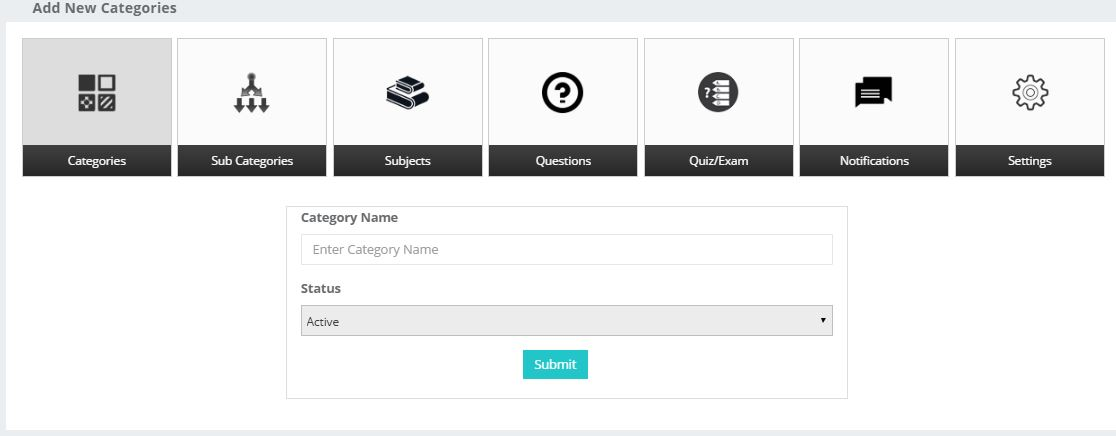 Add New Categories
Categories
Sub Categories
Subjects
Questions
Quiz/Exam
Notifications
Settings
Category Name
Enter Category Name
Status
Active
Submit